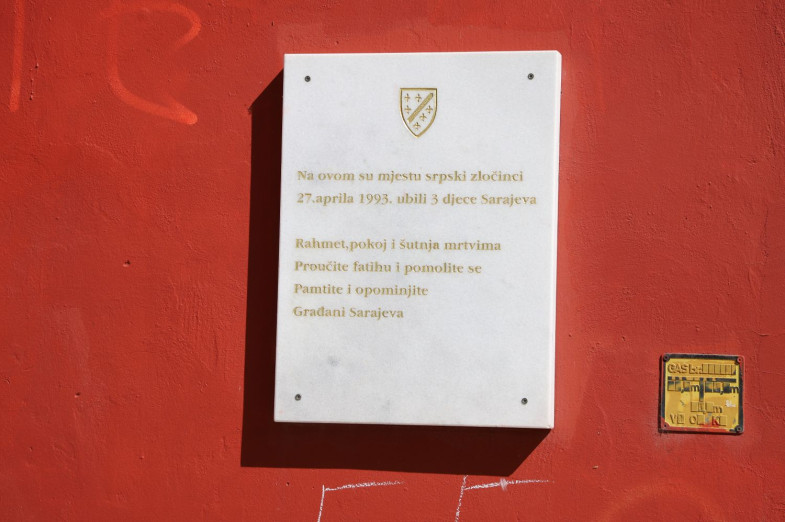 Na ovom su mjestu srpski zločinci
27.aprila 1993. ubili 3 djece Sarajeva
Rahmet,pokoj i šutnja mrtvima
Proučite fatihu i pomolite se
Pamtite i opominjite
Građani Sarajeva
GAS
m m
m